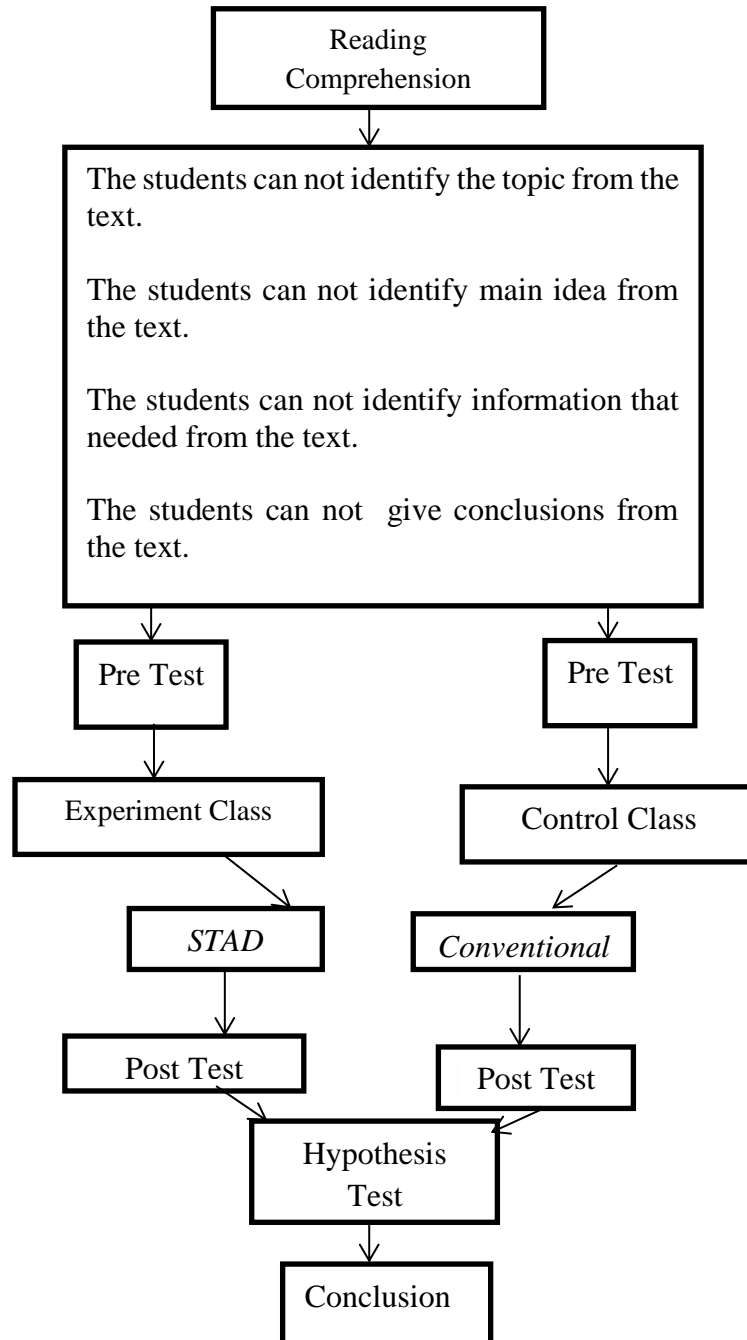 Reading
Comprehension
The students can not identify the topic from the
text.
The students can not identify main idea from
the text.
The students can not identify information that
needed from the text.
The students can not give conclusions from
the text.
Pre Test
Pre Test
Experiment Class
Control Class
STAD
Conventional
Post Test
Post Test
Hypothesis
Test
Conclusion